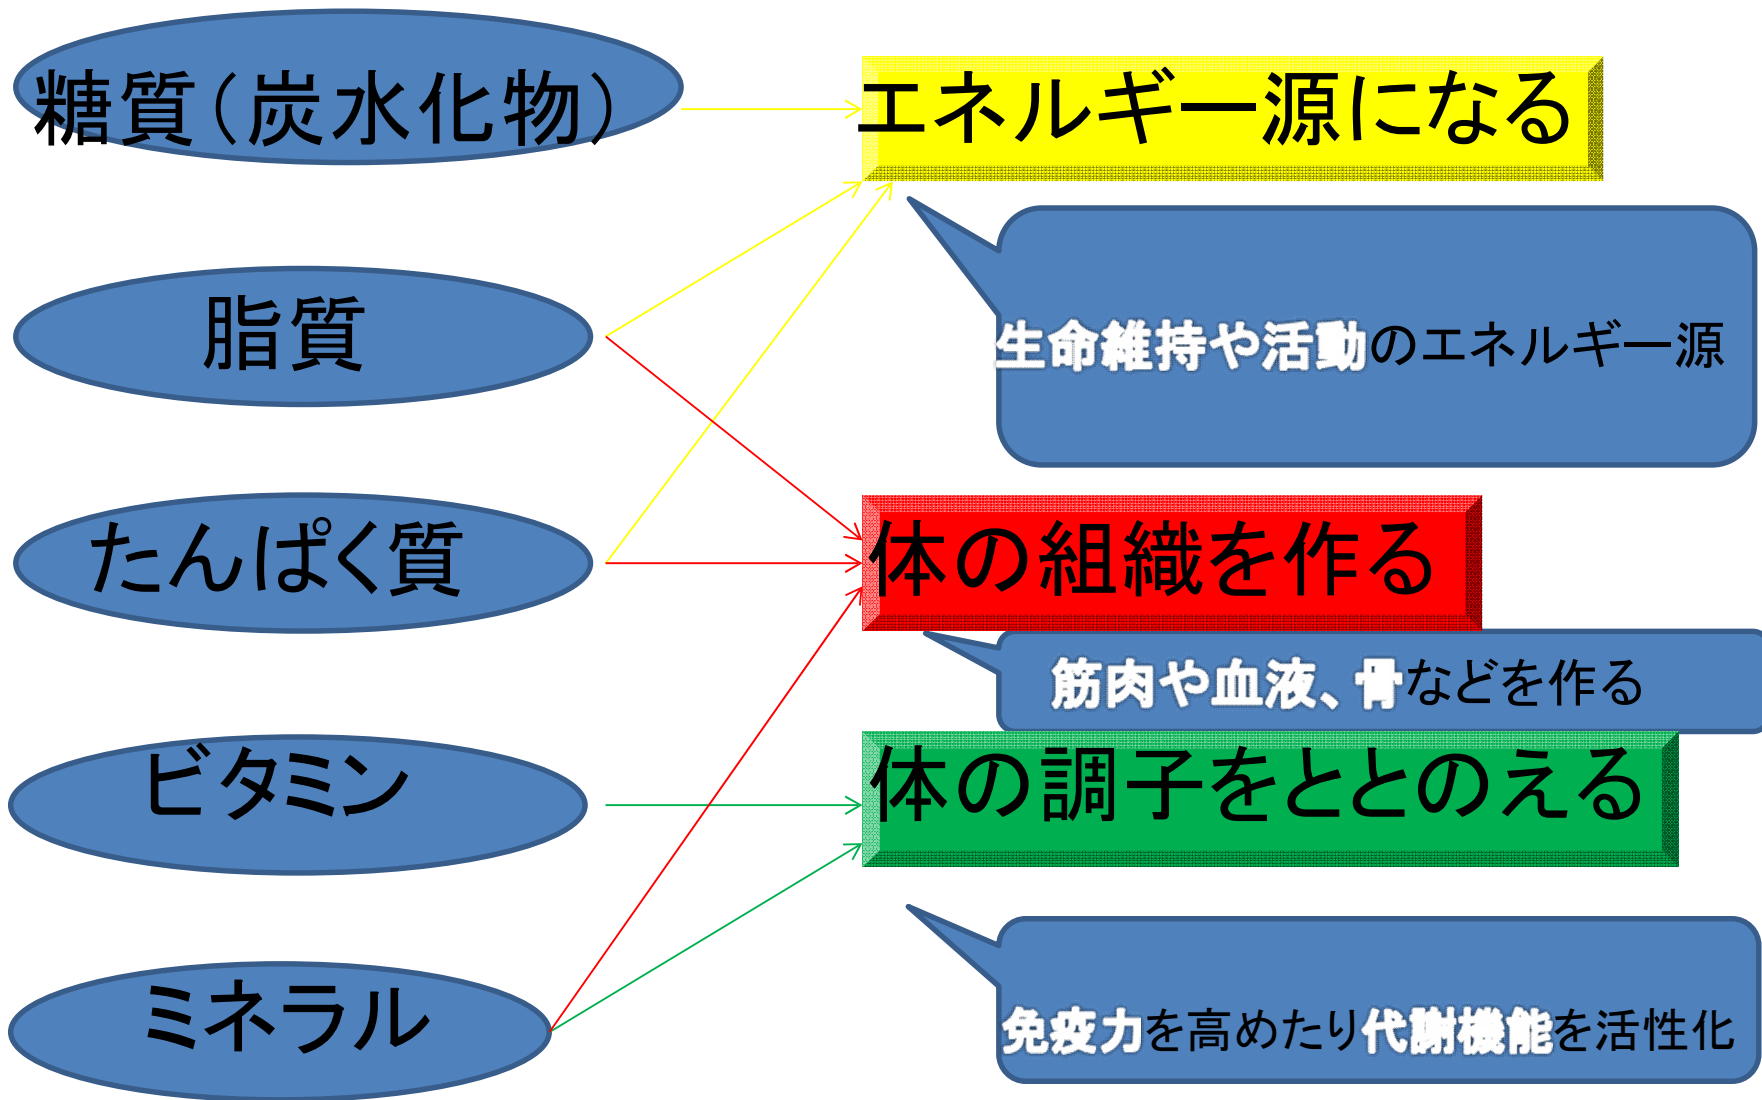 糖質（炭水化物）
エネルギー源になる
生命維持や活動のエネルギー源
脂質
たんぱく質
体の組織を作る
筋肉や血液、骨などを作る
ビタミン
体の調子をととのえる
ミネラル
免疫力を高めたり代謝機能を活性化